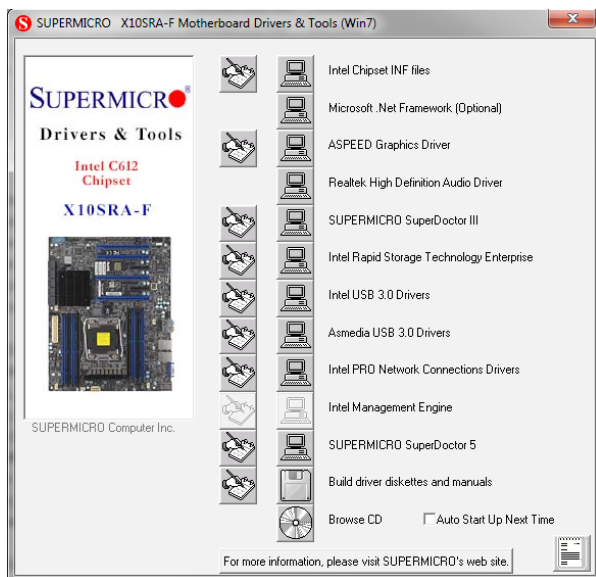 SUPERMICRO X10SRA-F Motherboard Drivers & Tools (Win7)
SUPERMICR®
Drivers & Tools
Intel C612
Chipset
X10SRA-F
SUPERMICRO Computer Inc.
Intel Chipset INF files
Microsoft .Net Framework (Optional)
ASPEED Graphics Driver
Realtek High Definition Audio Driver
SUPERMICRO SuperDoctor III
Intel Rapid Storage Technology Enterprise
Intel USB 3.0 Drivers
Asmedia USB 3.0 Drivers
Intel PRO Network Connections Drivers
Intel Management Engine
SUPERMICRO SuperDoctor 5
Build driver diskettes and manuals
Browse CD
Auto Start Up Next Time
For more information, please visit SUPERMICRO's web site.